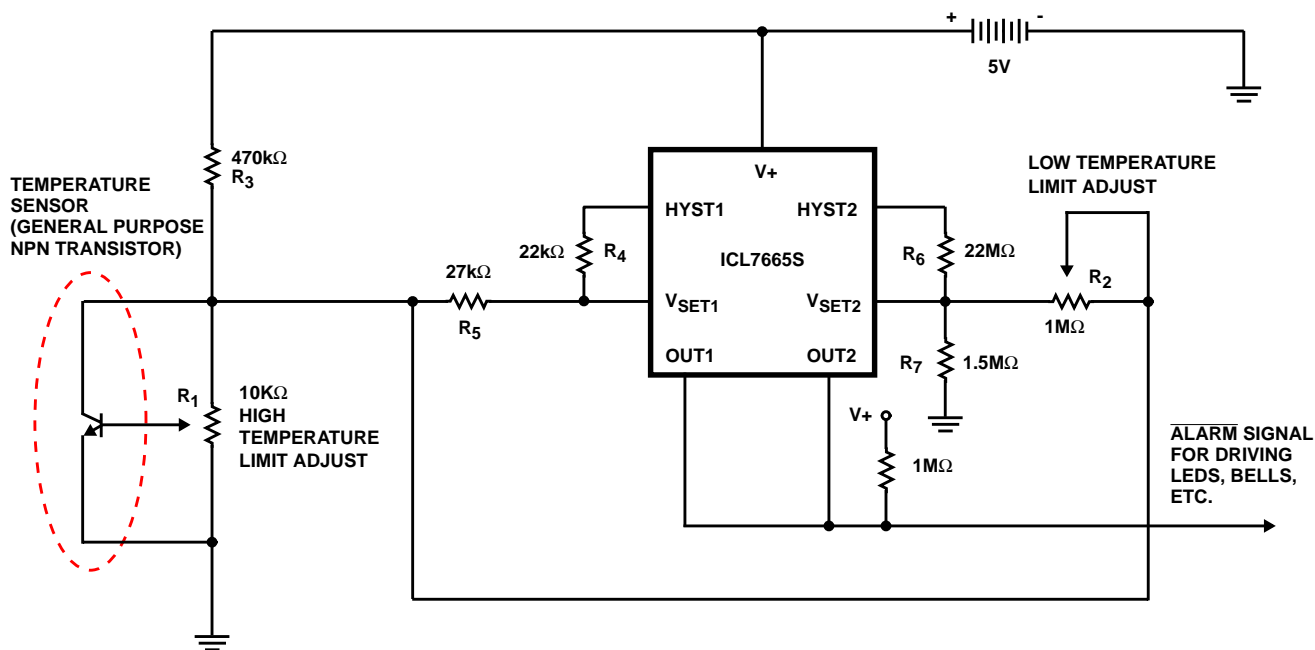 + -
5V
470kΩ
R3
TEMPERATURE
SENSOR
(GENERAL PURPOSE
NPN TRANSISTOR)
R1
10KΩ
HIGH
TEMPERATURE
LIMIT ADJUST
27kΩ
R5
22kΩ
R4
V+
HYST1
HYST2
ICL7665S
VSET1
VSET2
OUT1
OUT2
R6
22MΩ
LOW TEMPERATURE
LIMIT ADJUST
R2
1MΩ
R7
1.5MΩ
V+
1MΩ
ALARM SIGNAL
FOR DRIVING
LEDS, BELLS,
ETC.